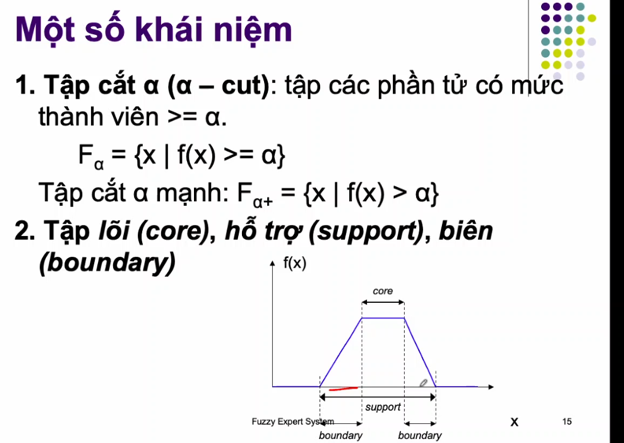 Một số khái niệm
1. Tập cắt α (α – cut): tập các phần tử có mức
thành viên >= α.
Fα = {x | f(x) >= α}
Tập cắt α mạnh: Fα+ = {x | f(x) > α}
2. Tập lõi (core), hỗ trợ (support), biên
(boundary)
f(x)
core
support
Fuzzy Expert System
X
15
boundary
boundary